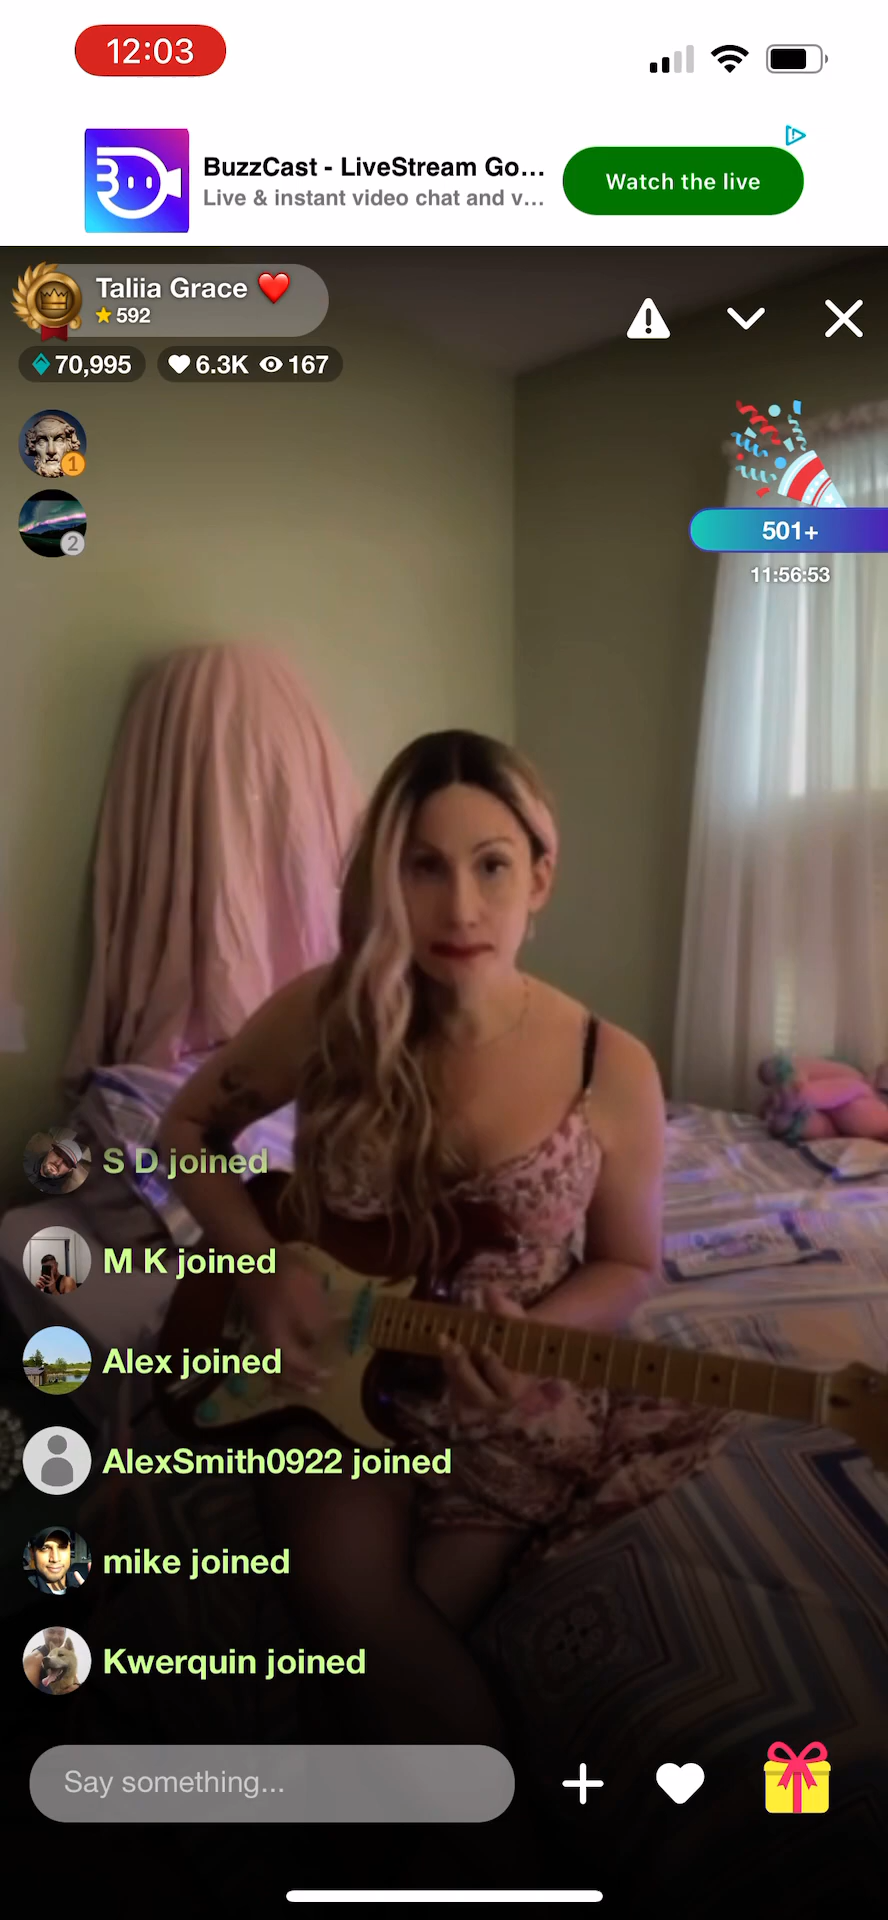 12:03
BuzzCast - LiveStream Go...
Live & instant video chat and v...
Watch the live
Taliia Grace ❤️
592
70,995
6.3K
167
1
2
501+
11:56:53
S D joined
M K joined
Alex joined
AlexSmith0922 joined
mike joined
Kwerquin joined
Say something...